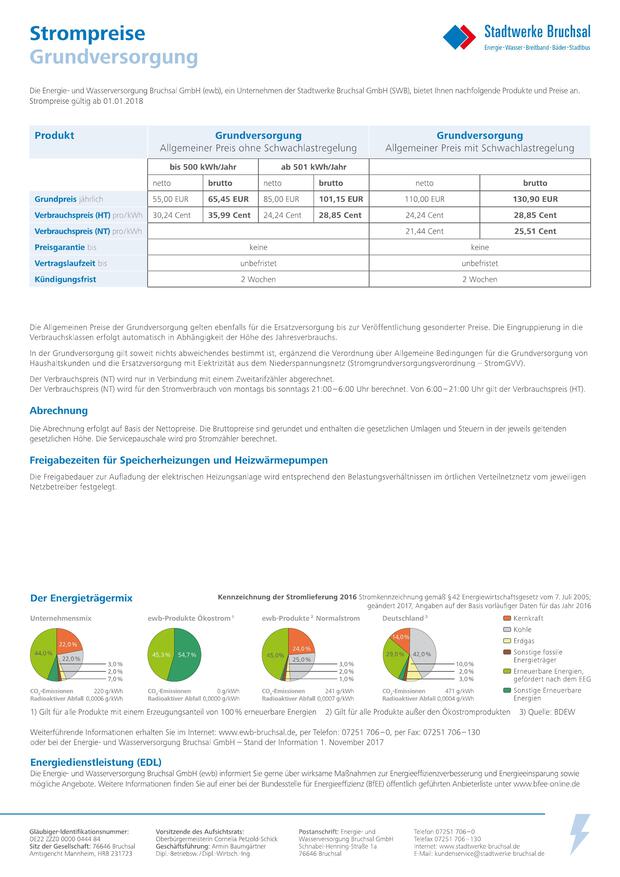 Strompreise
Grundversorgung
Stadtwerke Bruchsal
Energie·Wasser·Breitband·Bäder·Stadtbus
Die Energie- und Wasserversorgung Bruchsal GmbH (ewb), ein Unternehmen der Stadtwerke Bruchsal GmbH (SWB), bietet Ihnen nachfolgende Produkte und Preise an.
Strompreise gültig ab 01.01.2018
Produkt Grundversorgung Grundversorgung
Allgemeiner Preis ohne Schwachlastregelung Allgemeiner Preis mit Schwachlastregelung
bis 500 kWh/Jahr ab 501 kWh/Jahr
netto brutto netto brutto netto brutto
Grundpreis jährlich 55,00 EUR 65,45 EUR 85,00 EUR 101,15 EUR 110,00 EUR 130,90 EUR
Verbrauchspreis (HT) pro/kWh 30,24 Cent 35,99 Cent 24,24 Cent 28,85 Cent 24,24 Cent 28,85 Cent
Verbrauchspreis (NT) pro/kWh 21,44 Cent 25,51 Cent
Preisgarantie bis keine keine
Vertragslaufzeit bis unbefristet unbefristet
Kündigungsfrist 2 Wochen 2 Wochen
Die Allgemeinen Preise der Grundversorgung gelten ebenfalls für die Ersatzversorgung bis zur Veröffentlichung gesonderter Preise. Die Eingruppierung in die
Verbrauchsklassen erfolgt automatisch in Abhängigkeit der Höhe des Jahresverbrauchs.
In der Grundversorgung gilt soweit nichts abweichendes bestimmt ist, ergänzend die Verordnung über Allgemeine Bedingungen für die Grundversorgung von
Haushaltskunden und die Ersatzversorgung mit Elektrizität aus dem Niederspannungsnetz (Stromgrundversorgungsverordnung – StromGVV).
Der Verbrauchspreis (NT) wird nur in Verbindung mit einem Zweitarifzähler abgerechnet.
Der Verbrauchspreis (NT) wird für den Stromverbrauch von montags bis sonntags 21:00–6:00 Uhr berechnet. Von 6:00–21:00 Uhr gilt der Verbrauchspreis (HT).
Abrechnung
Die Abrechnung erfolgt auf Basis der Nettopreise. Die Bruttopreise sind gerundet und enthalten die gesetzlichen Umlagen und Steuern in der jeweils geltenden
gesetzlichen Höhe. Die Servicepauschale wird pro Stromzähler berechnet.
Freigabezeiten für Speicherheizungen und Heizwärmepumpen
Die Freigabedauer zur Aufladung der elektrischen Heizungsanlage wird entsprechend den Belastungsverhältnissen im örtlichen Verteilnetznetz vom jeweiligen
Netzbetreiber festgelegt.
Der Energieträgermix
Kennzeichnung der Stromlieferung 2016 Stromkennzeichnung gemäß §42 Energiewirtschaftsgesetz vom 7. Juli 2005;
geändert 2017, Angaben auf der Basis vorläufiger Daten für das Jahr 2016
Unternehmensmix ewb-Produkte Ökostrom¹ ewb-Produkte² Normalstrom Deutschland³
44,0% 22,0% 22,0% 3,0% 2,0% 7,0%
45,3% 54,7%
45,0% 24,0% 25,0% 3,0% 2,0% 1,0%
29,0% 14,0% 42,0% 10,0% 2,0% 3,0%
Kernkraft
Kohle
Erdgas
Sonstige fossile
Energieträger
Erneuerbare Energien,
gefördert nach dem EEG
Sonstige Erneuerbare
Energien
CO₂-Emissionen 220 g/kWh CO₂-Emissionen 0 g/kWh CO₂-Emissionen 241 g/kWh CO₂-Emissionen 471 g/kWh
Radioaktiver Abfall 0,0006 g/kWh Radioaktiver Abfall 0,0000 g/kWh Radioaktiver Abfall 0,0007 g/kWh Radioaktiver Abfall 0,0004 g/kWh
1) Gilt für alle Produkte mit einem Erzeugungsanteil von 100% erneuerbare Energien 2) Gilt für alle Produkte außer den Ökostromprodukten 3) Quelle: BDEW
Weiterführende Informationen erhalten Sie im Internet: www.ewb-bruchsal.de, per Telefon: 07251 706–0, per Fax: 07251 706–130
oder bei der Energie- und Wasserversorgung Bruchsal GmbH – Stand der Information 1. November 2017
Energiedienstleistung (EDL)
Die Energie- und Wasserversorgung Bruchsal GmbH (ewb) informiert Sie gerne über wirksame Maßnahmen zur Energieeffizienzverbesserung und Energieeinsparung sowie
mögliche Angebote. Weitere Informationen finden Sie auf einer bei der Bundesstelle für Energieeffizienz (BfEE) öffentlich geführten Anbieterliste unter www.bfee-online.de
Gläubiger-Identifikationsnummer:
DE22 ZZZ0 0000 0444 84
Sitz der Gesellschaft: 76646 Bruchsal
Amtsgericht Mannheim, HRB 231723
Vorsitzende des Aufsichtsrats:
Oberbürgermeisterin Cornelia Petzold-Schick
Geschäftsführung: Armin Baumgärtner
Dipl. Betriebsw./Dipl.-Wirtsch.-Ing.
Postanschrift: Energie- und
Wasserversorgung Bruchsal GmbH
Schnabel-Henning-Straße 1a
76646 Bruchsal
Telefon 07251 706–0
Telefax 07251 706–130
Internet: www.stadtwerke-bruchsal.de
E-Mail: kundenservice@stadtwerke-bruchsal.de